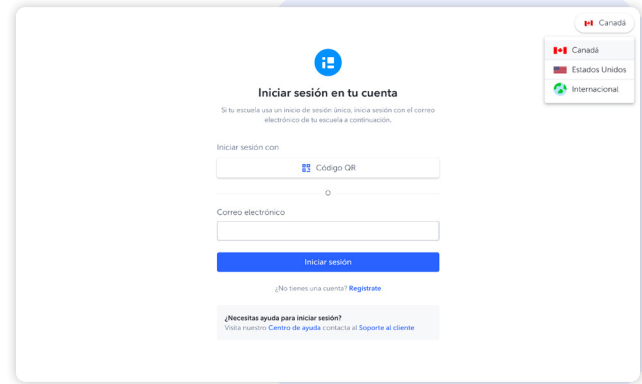 Canadá
Canadá
Estados Unidos
Internacional
Iniciar sesión en tu cuenta
Si tu escuela usa un inicio de sesión único, inicia sesión con el correo
electrónico de tu escuela a continuación.
Iniciar sesión con
Código QR
O
Correo electrónico
Iniciar sesión
¿No tienes una cuenta? Regístrate
¿Necesitas ayuda para iniciar sesión?
Visita nuestro Centro de ayuda contacta al Soporte al cliente